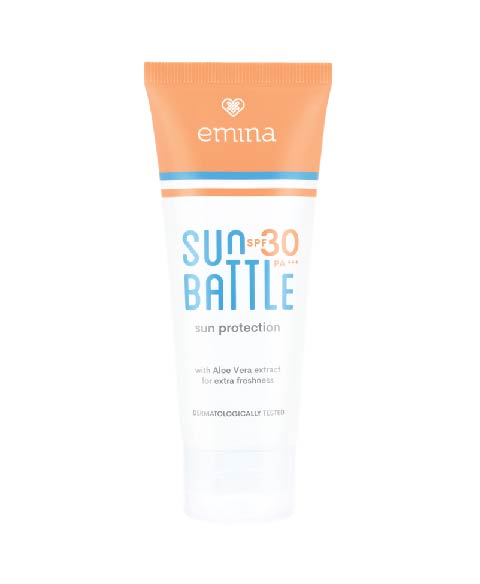 emina
SUN SPF 30
PA +++
BATTLE
sun protection
with Aloe Vera extract
for extra freshness
DERMATOLOGICALLY TESTED